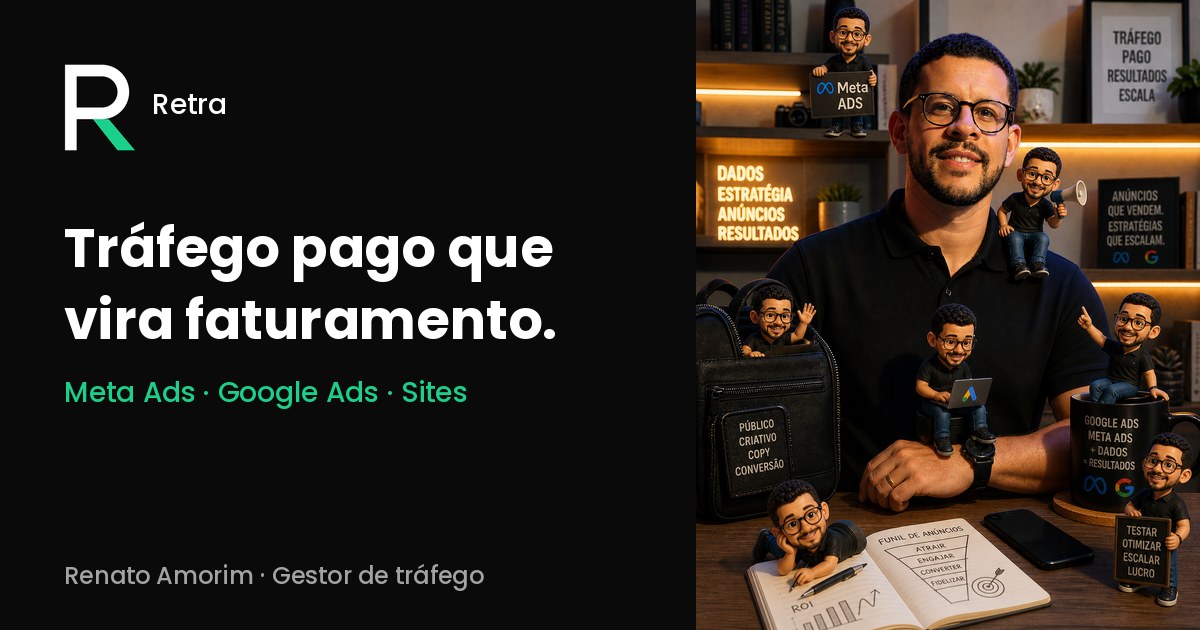 R
Retra
Tráfego pago que
vira faturamento.
Meta Ads · Google Ads · Sites
Renato Amorim · Gestor de tráfego
Meta
ADS
TRÁFEGO
PAGO
RESULTADOS
ESCALA
DADOS
ESTRATÉGIA
ANÚNCIOS
RESULTADOS
ANÚNCIOS
QUE VENDEM.
ESTRATÉGIAS
QUE ESCALAM.
G
PÚBLICO
CRIATIVO
COPY
CONVERSÃO
GOOGLE ADS
META ADS
+ DADOS
= RESULTADOS
G
FUNIL DE ANÚNCIOS
ATRAIR
ENGAJAR
CONVERTER
FIDELIZAR
ROI
TESTAR
OTIMIZAR
ESCALAR
LUCRO